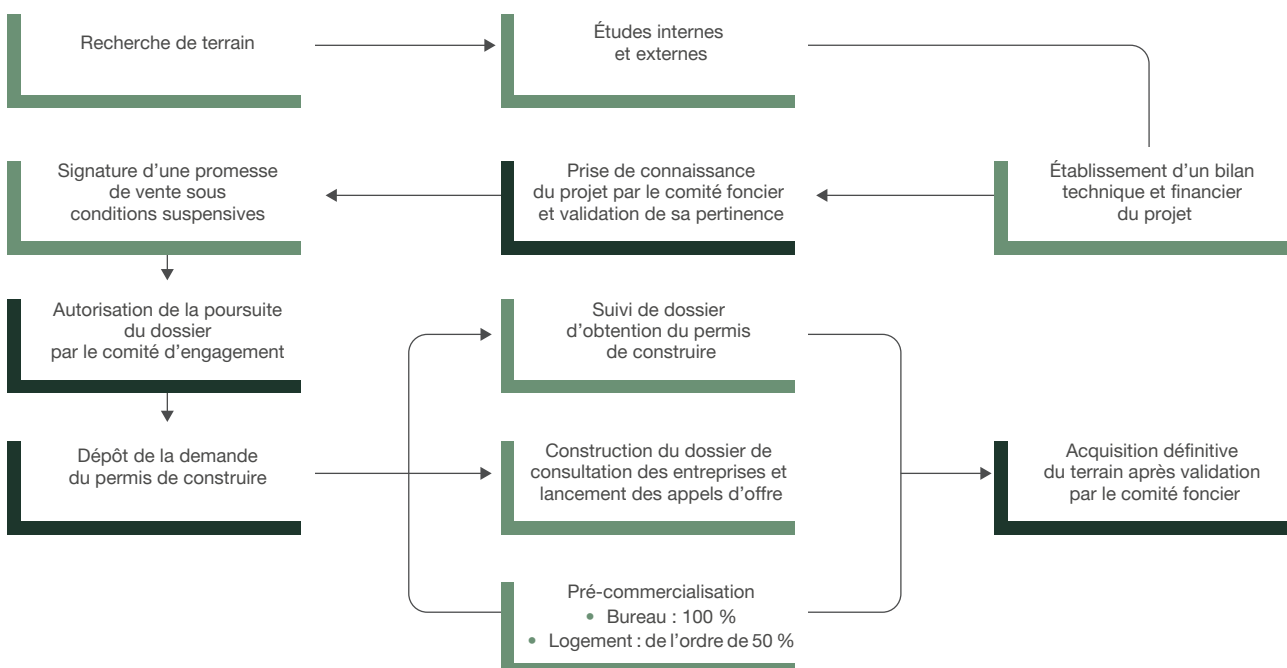 Recherche de terrain
Études internes
et externes
Établissement d'un bilan
technique et financier
du projet
Prise de connaissance
du projet par le comité foncier
et validation de sa pertinence
Signature d'une promesse
de vente sous
conditions suspensives
Autorisation de la poursuite
du dossier
par le comité d'engagement
Dépôt de la demande
du permis de construire
Suivi de dossier
d'obtention du permis
de construire
Construction du dossier de
consultation des entreprises et
lancement des appels d'offre
Pré-commercialisation
• Bureau : 100 %
• Logement : de l'ordre de 50 %
Acquisition définitive
du terrain après validation
par le comité foncier